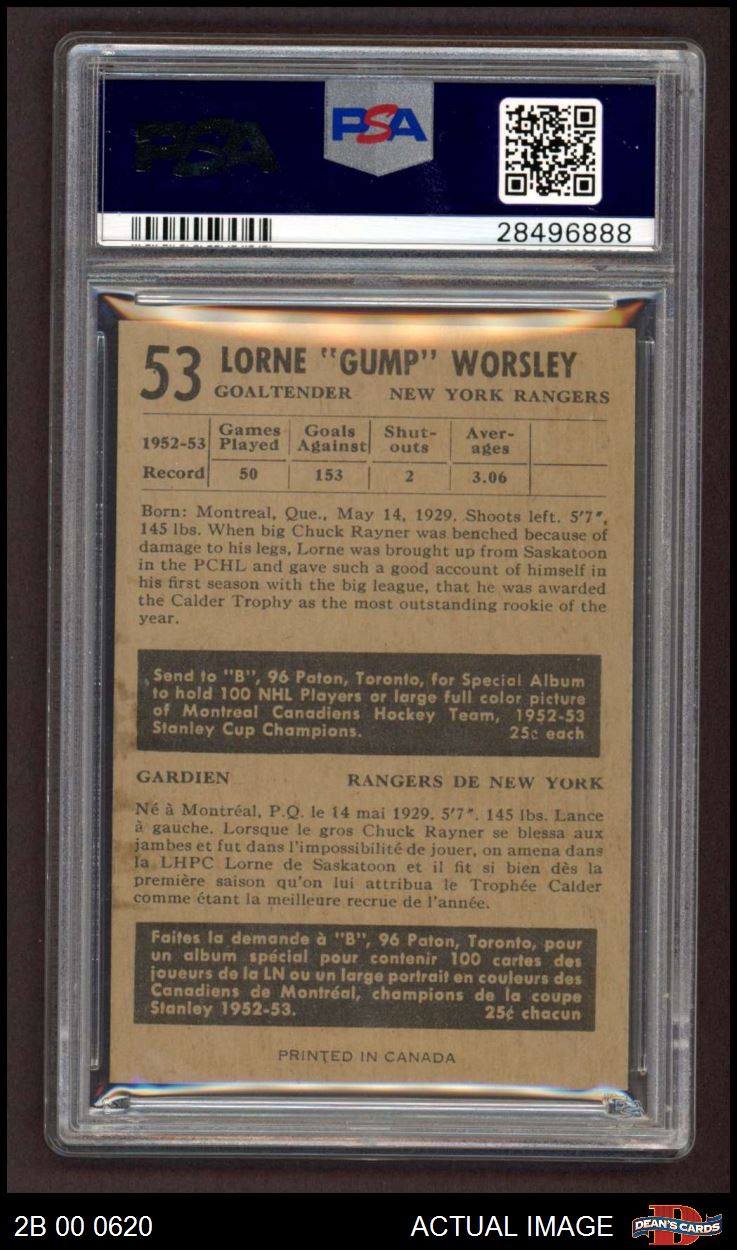 PSA
PSA
28496888
53 LORNE "GUMP" WORSLEY
GOALTENDER NEW YORK RANGERS
1952-53 Games Played Goals Against Shut-outs Aver-ages
Record 50 153 2 3.06
Born: Montreal, Que., May 14, 1929. Shoots left. 5'7",
145 lbs. When big Chuck Rayner was benched because of
damage to his legs, Lorne was brought up from Saskatoon
in the PCHL and gave such a good account of himself in
his first season with the big league, that he was awarded
the Calder Trophy as the most outstanding rookie of the
year.
Send to "B", 96 Paton, Toronto, for Special Album
to hold 100 NHL Players or large full color picture
of Montreal Canadiens Hockey Team, 1952-53
Stanley Cup Champions. 25¢ each
GARDIEN RANGERS DE NEW YORK
Né à Montréal, P.Q. le 14 mai 1929. 5'7". 145 lbs. Lance
à gauche. Lorsque le gros Chuck Rayner se blessa aux
jambes et fut dans l'impossibilité de jouer, on amena dans
la LHPC Lorne de Saskatoon et il fit si bien dès la
première saison qu'on lui attribua le Trophée Calder
comme étant la meilleure recrue de l'année.
Faites la demande à "B", 96 Paton, Toronto, pour
un album spécial pour contenir 100 cartes des
joueurs de la LN ou un large portrait en couleurs des
Canadiens de Montréal, champions de la coupe
Stanley 1952-53. 25¢ chacun
PRINTED IN CANADA
2B 00 0620 ACTUAL IMAGE DEAN'S CARDS